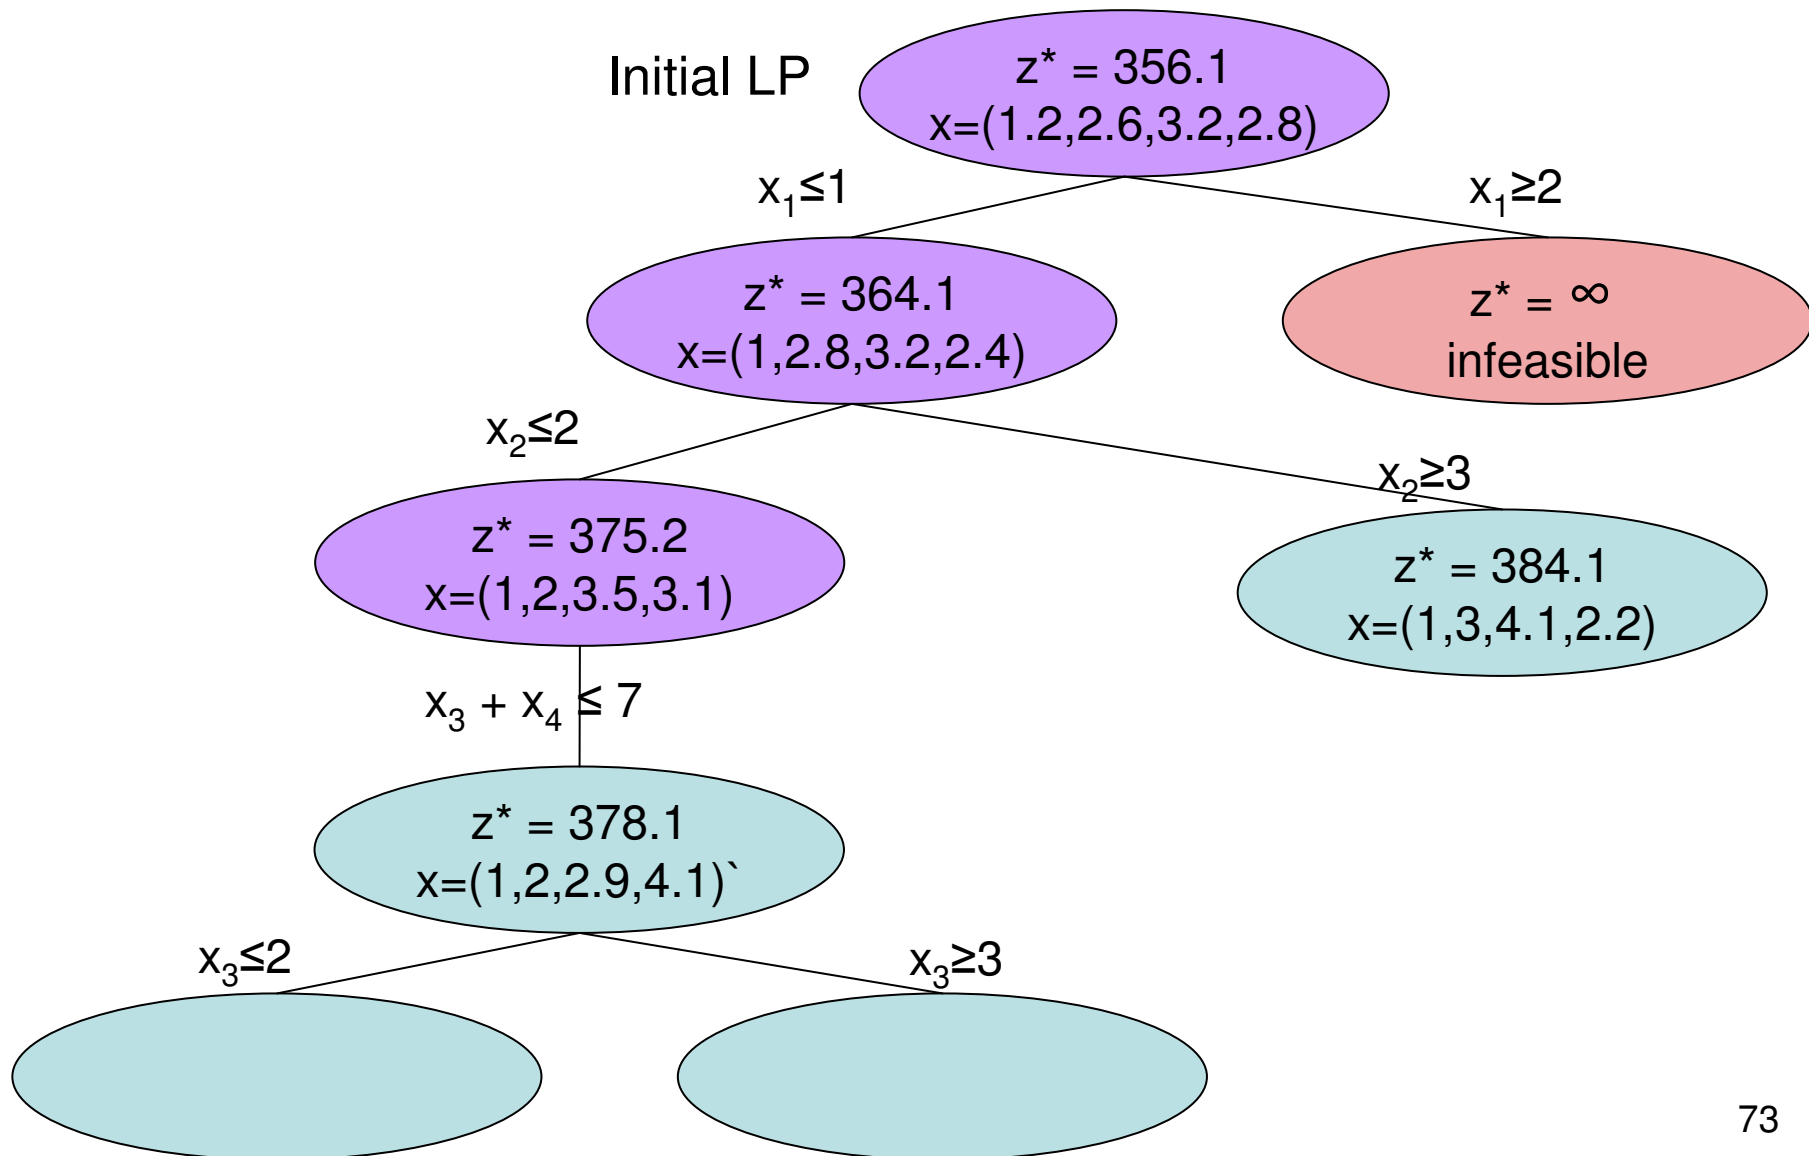 Initial LP
z* = 356.1
x=(1.2,2.6,3.2,2.8)
x₁≤1
x₁≥2
z* = 364.1
x=(1,2.8,3.2,2.4)
z* = ∞
infeasible
x₂≤2
x₂≥3
z* = 375.2
x=(1,2,3.5,3.1)
z* = 384.1
x=(1,3,4.1,2.2)
x₃ + x₄ ≤ 7
z* = 378.1
x=(1,2,2.9,4.1)`
x₃≤2
x₃≥3
73